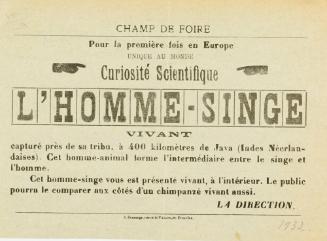 CHAMP DE FOIRE
Pour la première fois en Europe
UNIQUE AU MONDE
Curiosité Scientifique
L'HOMME-SINGE
VIVANT
capturé près de sa tribu, à 400 kilomètres de Java (Indes Néerlan-
daises). Cet homme-animal forme l'intermédiaire entre le singe et
l'homme.
Cet homme-singe vous est présenté vivant, à l'intérieur. Le public
pourra le comparer aux côtés d'un chimpanzé vivant aussi.
LA DIRECTION.
1932